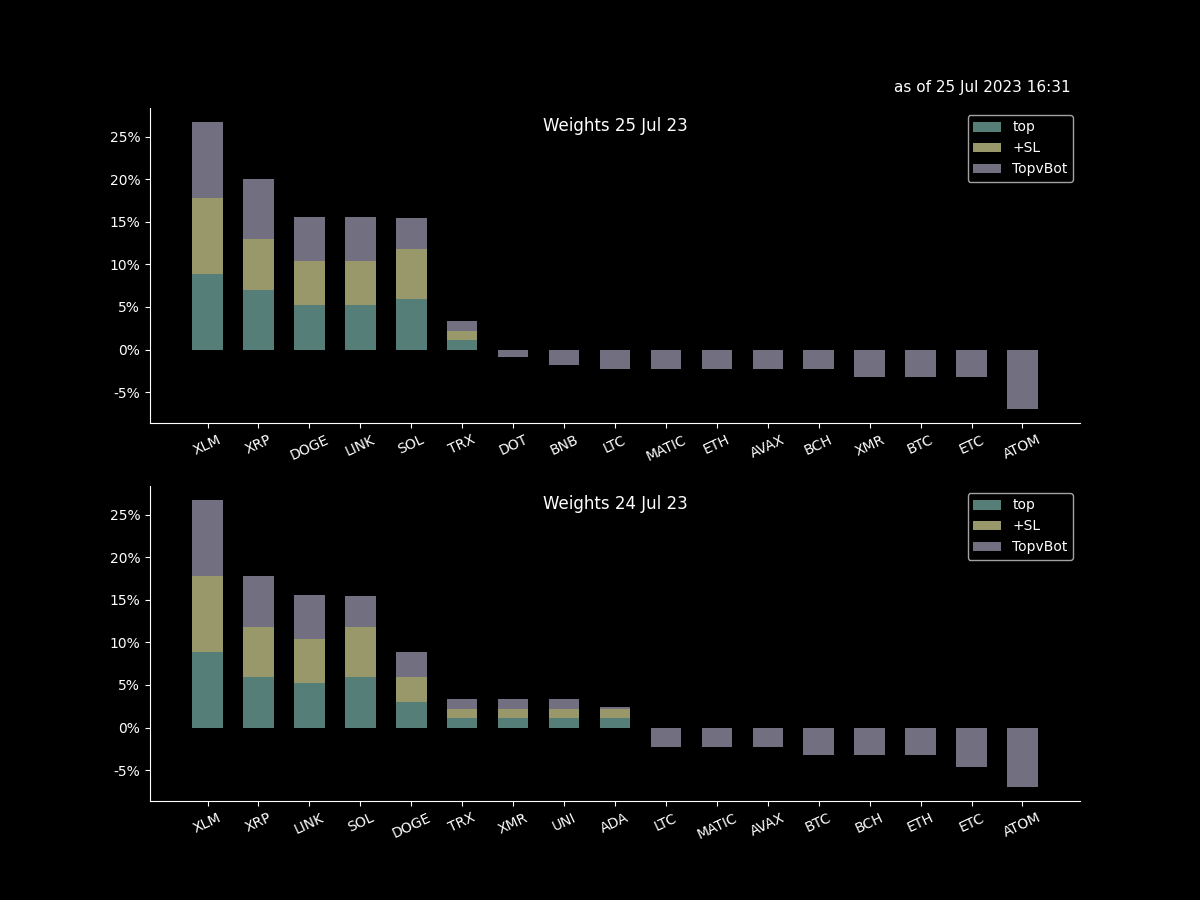 as of 25 Jul 2023 16:31
Weights 25 Jul 23
top
+SL
TopvBot
25%
20%
15%
10%
5%
0%
-5%
XLM XRP DOGE LINK SOL TRX DOT BNB LTC MATIC ETH AVAX BCH XMR BTC ETC ATOM
Weights 24 Jul 23
top
+SL
TopvBot
25%
20%
15%
10%
5%
0%
-5%
XLM XRP LINK SOL DOGE TRX XMR UNI ADA LTC MATIC AVAX BTC BCH ETH ETC ATOM